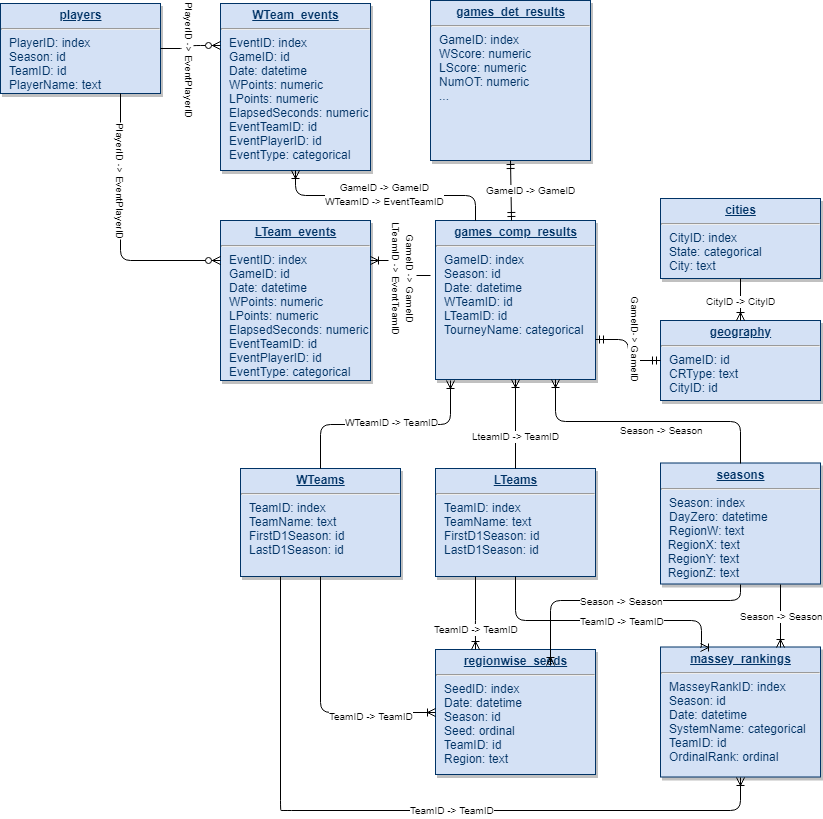 players
PlayerID: index
Season: id
TeamID: id
PlayerName: text
PlayerID -> EventPlayerID
WTeam_events
EventID: index
GameID: id
Date: datetime
WPoints: numeric
LPoints: numeric
ElapsedSeconds: numeric
EventTeamID: id
EventPlayerID: id
EventType: categorical
games_det_results
GameID: index
WScore: numeric
LScore: numeric
NumOT: numeric
...
PlayerID -> EventPlayerID
GameID -> GameID
WTeamID -> EventTeamID
GameID -> GameID
LTeam_events
EventID: index
GameID: id
Date: datetime
WPoints: numeric
LPoints: numeric
ElapsedSeconds: numeric
EventTeamID: id
EventPlayerID: id
EventType: categorical
GameID -> GameID
LTeamID -> EventTeamID
games_comp_results
GameID: index
Season: id
Date: datetime
WTeamID: id
LTeamID: id
TourneyName: categorical
cities
CityID: index
State: categorical
City: text
CityID -> CityID
GameID-> GameID
geography
GameID: id
CRType: text
CityID: id
WTeamID -> TeamID
LteamID -> TeamID
Season -> Season
WTeams
TeamID: index
TeamName: text
FirstD1Season: id
LastD1Season: id
LTeams
TeamID: index
TeamName: text
FirstD1Season: id
LastD1Season: id
seasons
Season: index
DayZero: datetime
RegionW: text
RegionX: text
RegionY: text
RegionZ: text
Season -> Season
Season -> Season
TeamID -> TeamID
TeamID -> TeamID
regionwise_seeds
SeedID: index
Date: datetime
Season: id
Seed: ordinal
TeamID: id
Region: text
massey_rankings
MasseyRankID: index
Season: id
Date: datetime
SystemName: categorical
TeamID: id
OrdinalRank: ordinal
TeamID -> TeamID
TeamID -> TeamID